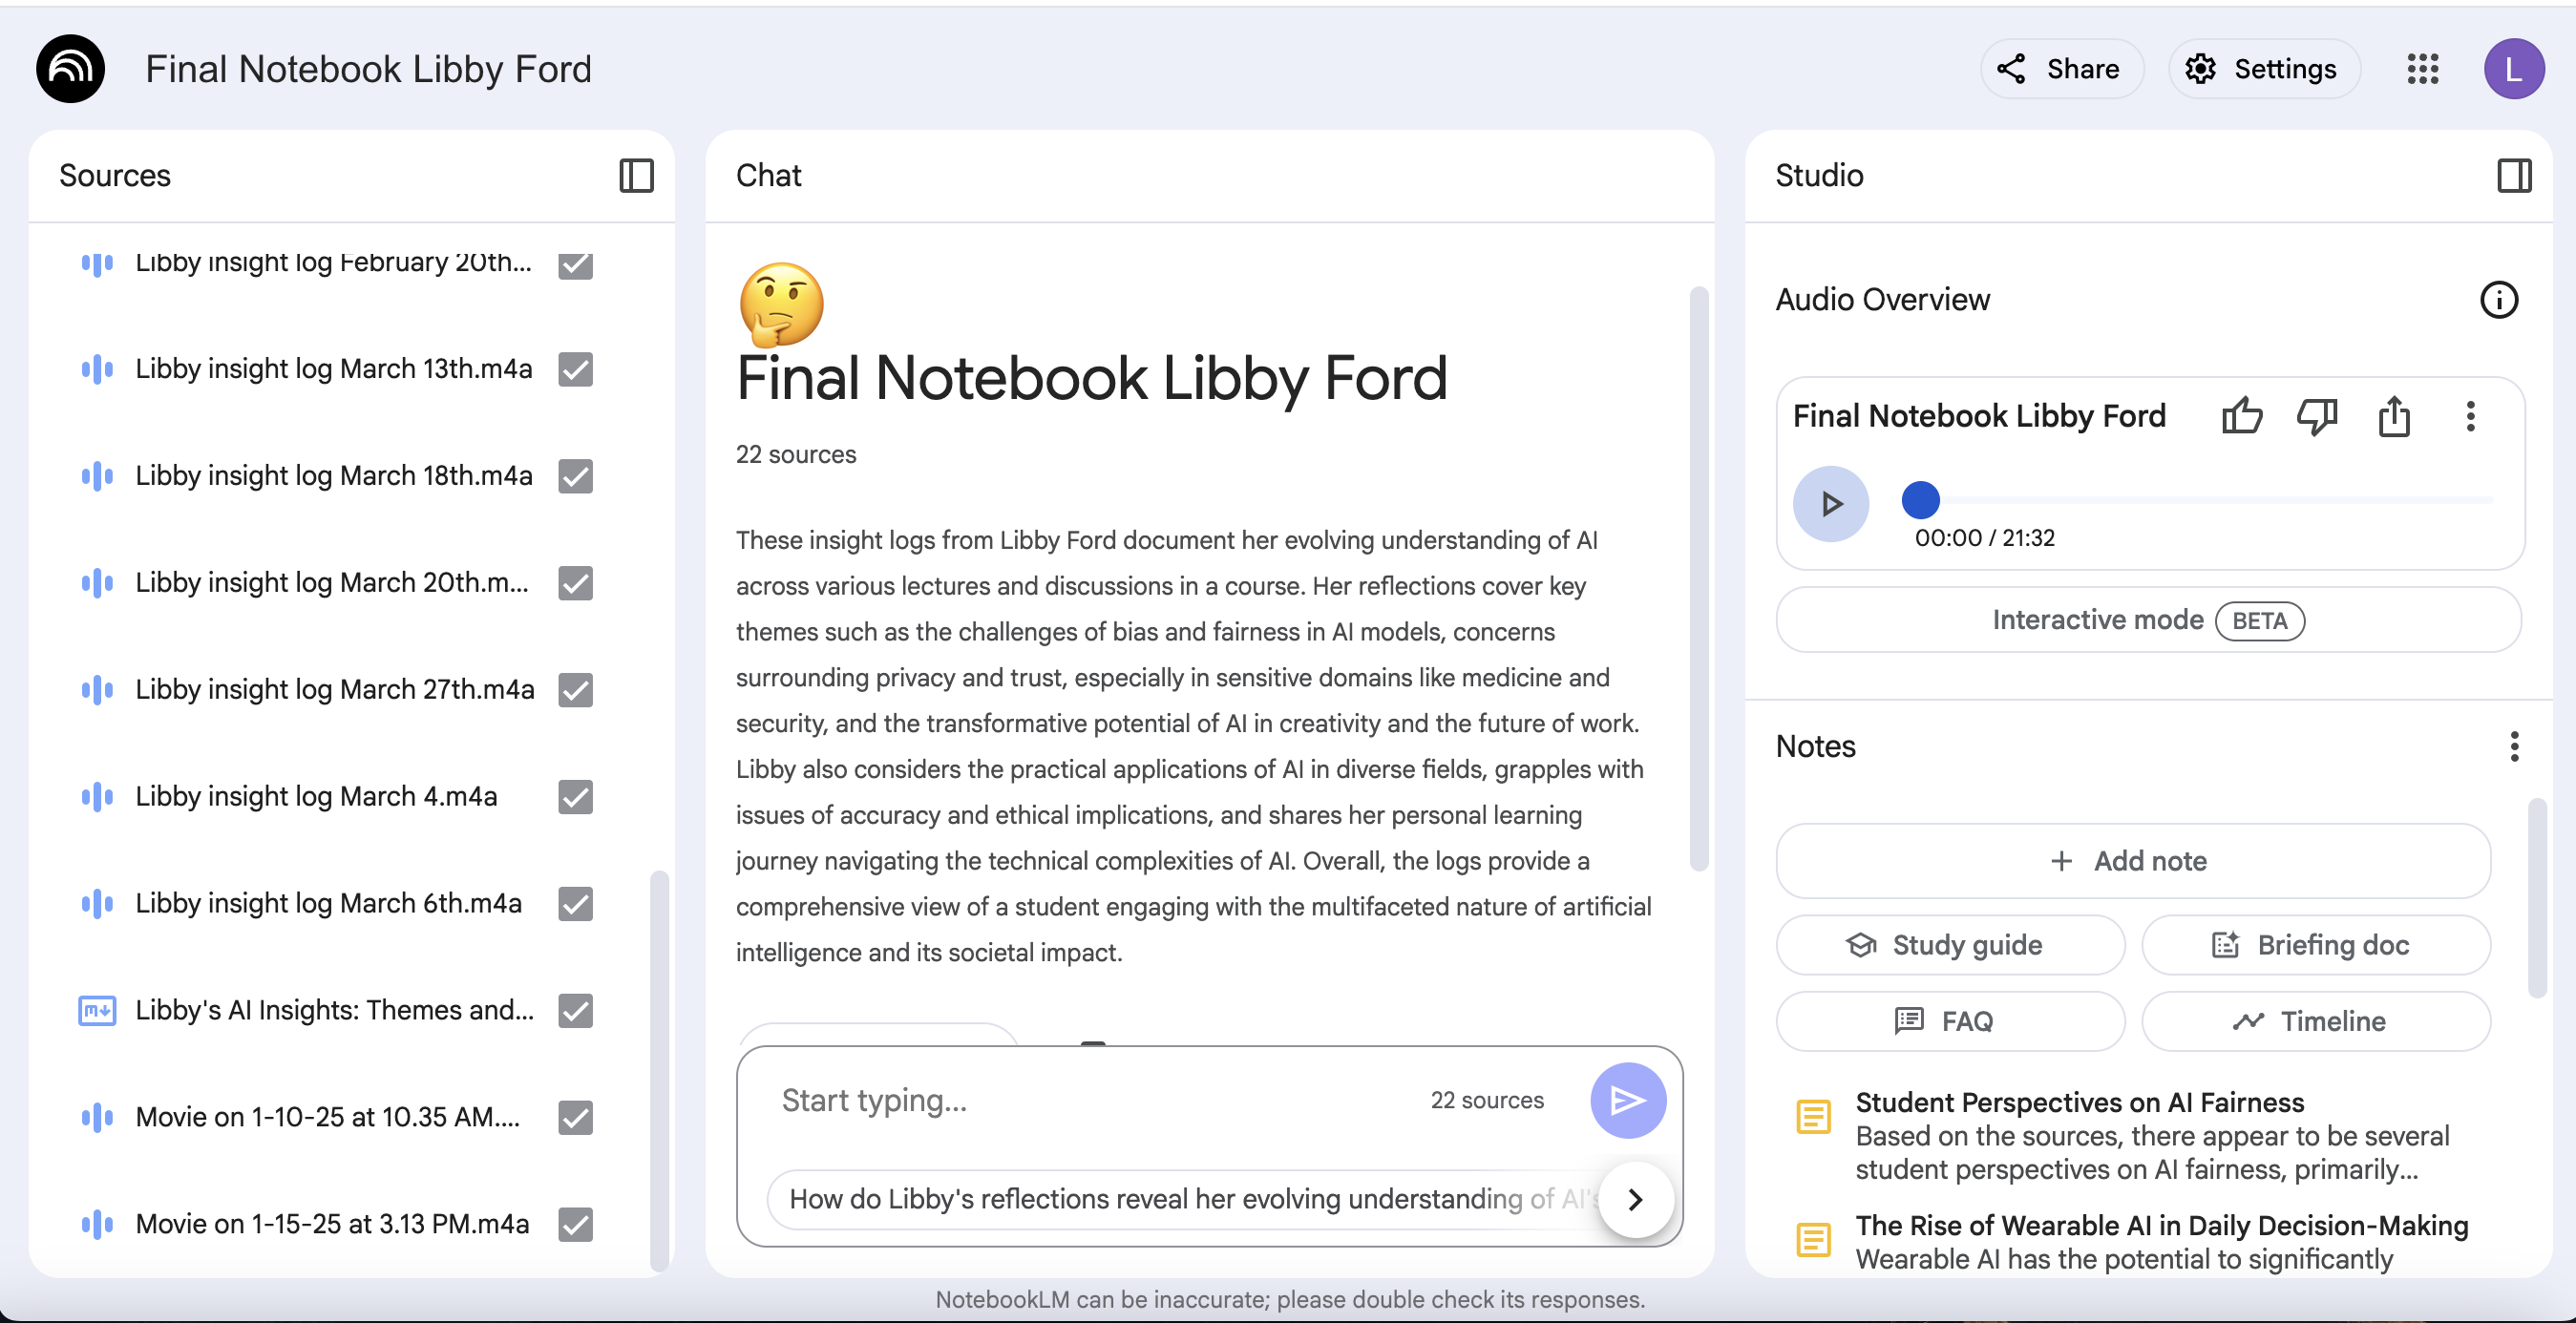 Final Notebook Libby Ford
Share
Settings
L
Sources
Libby insight log February 20th...
Libby insight log March 13th.m4a
Libby insight log March 18th.m4a
Libby insight log March 20th.m...
Libby insight log March 27th.m4a
Libby insight log March 4.m4a
Libby insight log March 6th.m4a
Libby's AI Insights: Themes and...
Movie on 1-10-25 at 10.35 AM....
Movie on 1-15-25 at 3.13 PM.m4a
Chat
Final Notebook Libby Ford
22 sources
These insight logs from Libby Ford document her evolving understanding of AI
across various lectures and discussions in a course. Her reflections cover key
themes such as the challenges of bias and fairness in AI models, concerns
surrounding privacy and trust, especially in sensitive domains like medicine and
security, and the transformative potential of AI in creativity and the future of work.
Libby also considers the practical applications of AI in diverse fields, grapples with
issues of accuracy and ethical implications, and shares her personal learning
journey navigating the technical complexities of AI. Overall, the logs provide a
comprehensive view of a student engaging with the multifaceted nature of artificial
intelligence and its societal impact.
Start typing...
22 sources
How do Libby's reflections reveal her evolving understanding of AI's
Studio
Audio Overview
Final Notebook Libby Ford
00:00 / 21:32
Interactive mode BETA
Notes
+ Add note
Study guide
Briefing doc
FAQ
Timeline
Student Perspectives on AI Fairness
Based on the sources, there appear to be several
student perspectives on AI fairness, primarily...
The Rise of Wearable AI in Daily Decision-Making
Wearable AI has the potential to significantly
NotebookLM can be inaccurate; please double check its responses.